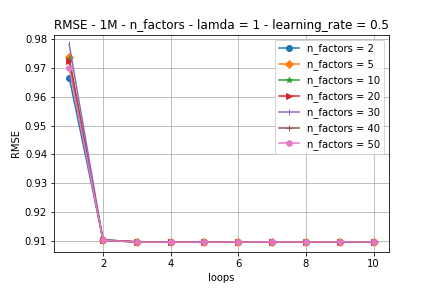 RMSE - 1M - n_factors - lamda = 1 - learning_rate = 0.5
0.98
0.97
0.96
0.95
0.94
0.93
0.92
0.91
RMSE
n_factors = 2
n_factors = 5
n_factors = 10
n_factors = 20
n_factors = 30
n_factors = 40
n_factors = 50
2
4
6
8
10
loops